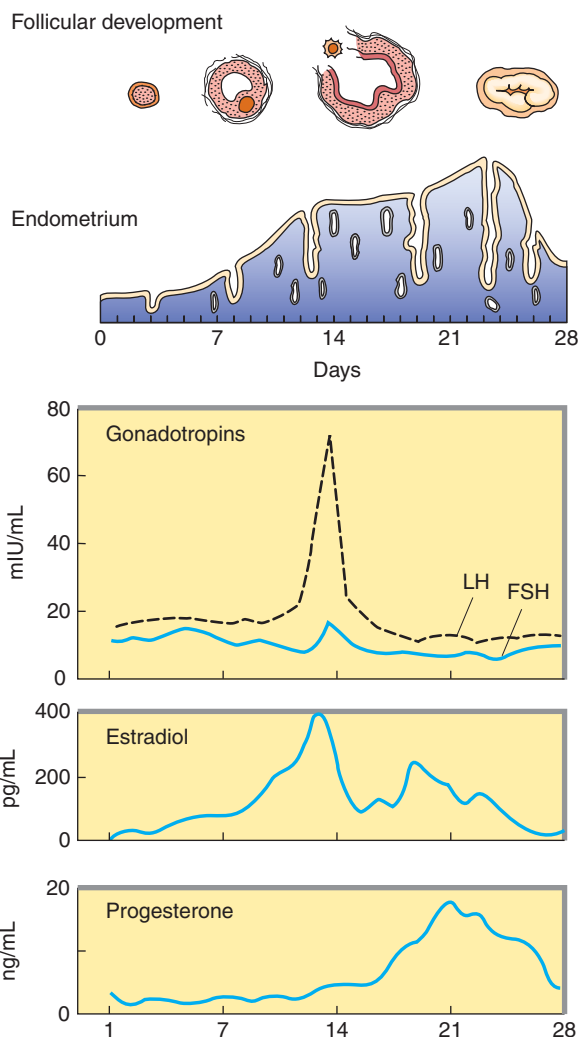 Follicular development
Endometrium
0 7 14 21 28
Days
80
Gonadotropins
60
mIU/mL
40
LH
FSH
20
0
400
Estradiol
pg/mL
200
0
20
Progesterone
ng/mL
0
1 7 14 21 28